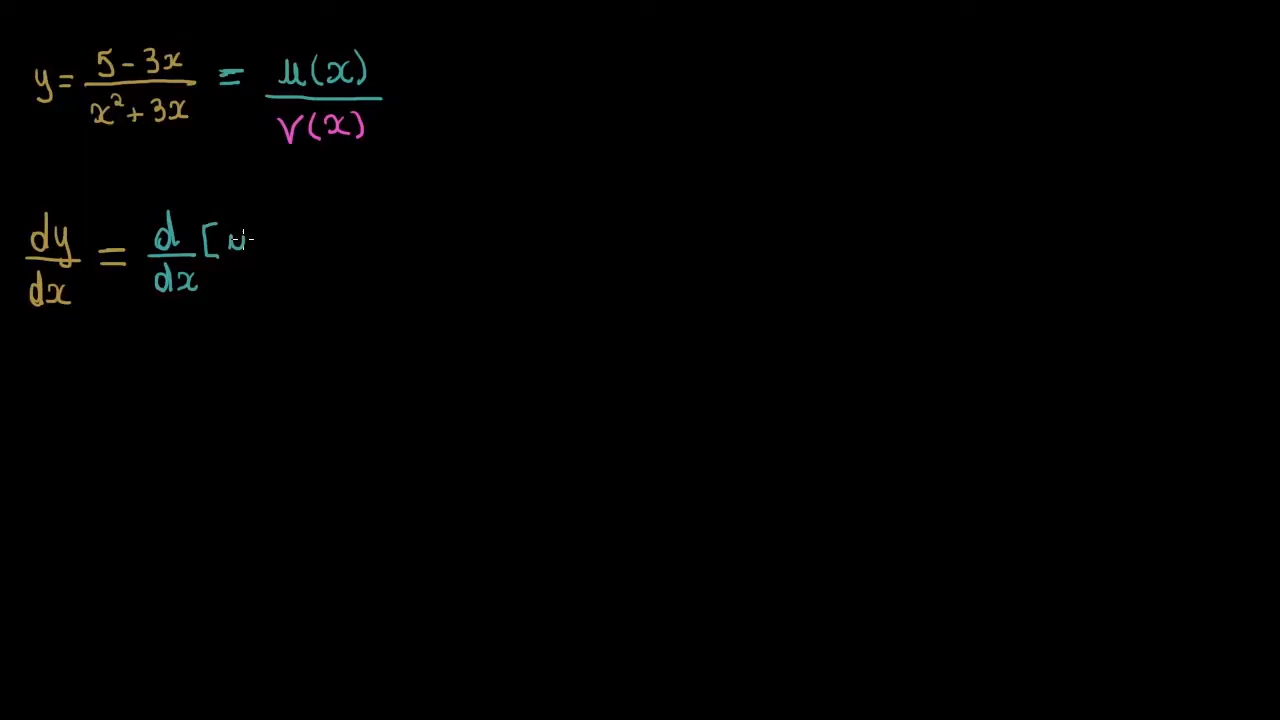 y = (5 - 3x)/(x² + 3x) = u(x)/v(x)
dy/dx = d/dx [u